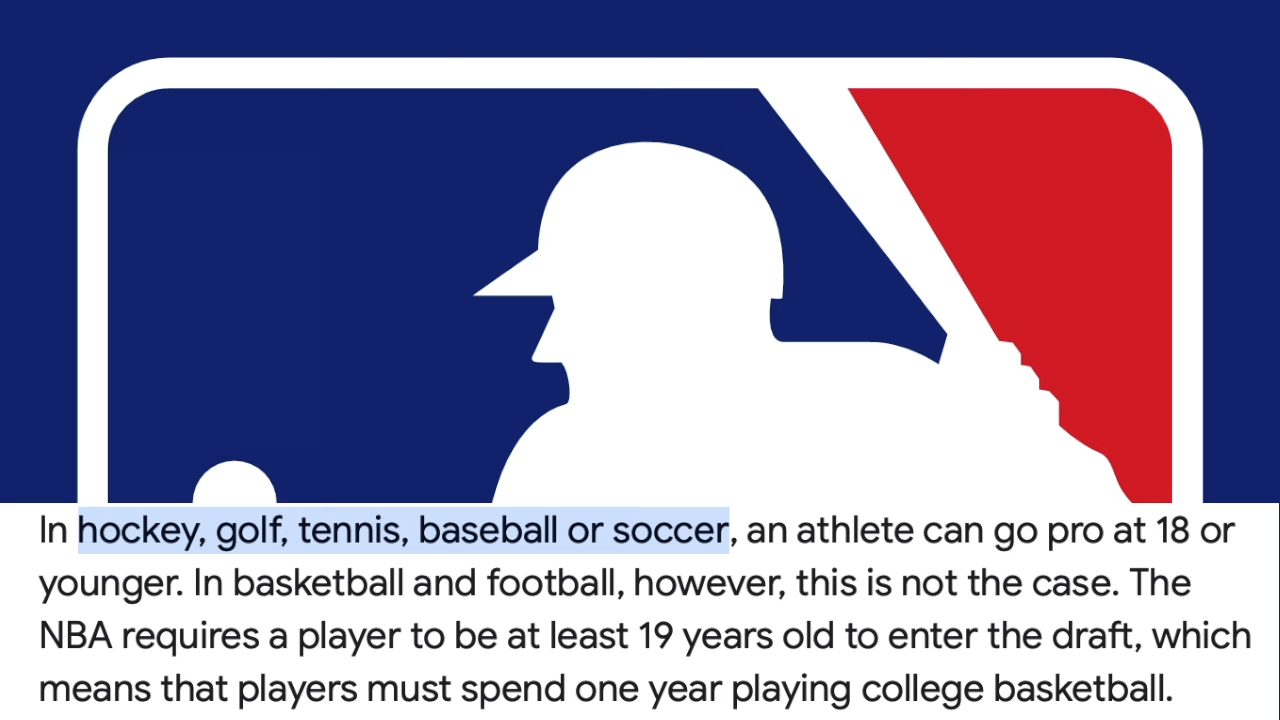 In hockey, golf, tennis, baseball or soccer, an athlete can go pro at 18 or
younger. In basketball and football, however, this is not the case. The
NBA requires a player to be at least 19 years old to enter the draft, which
means that players must spend one year playing college basketball.